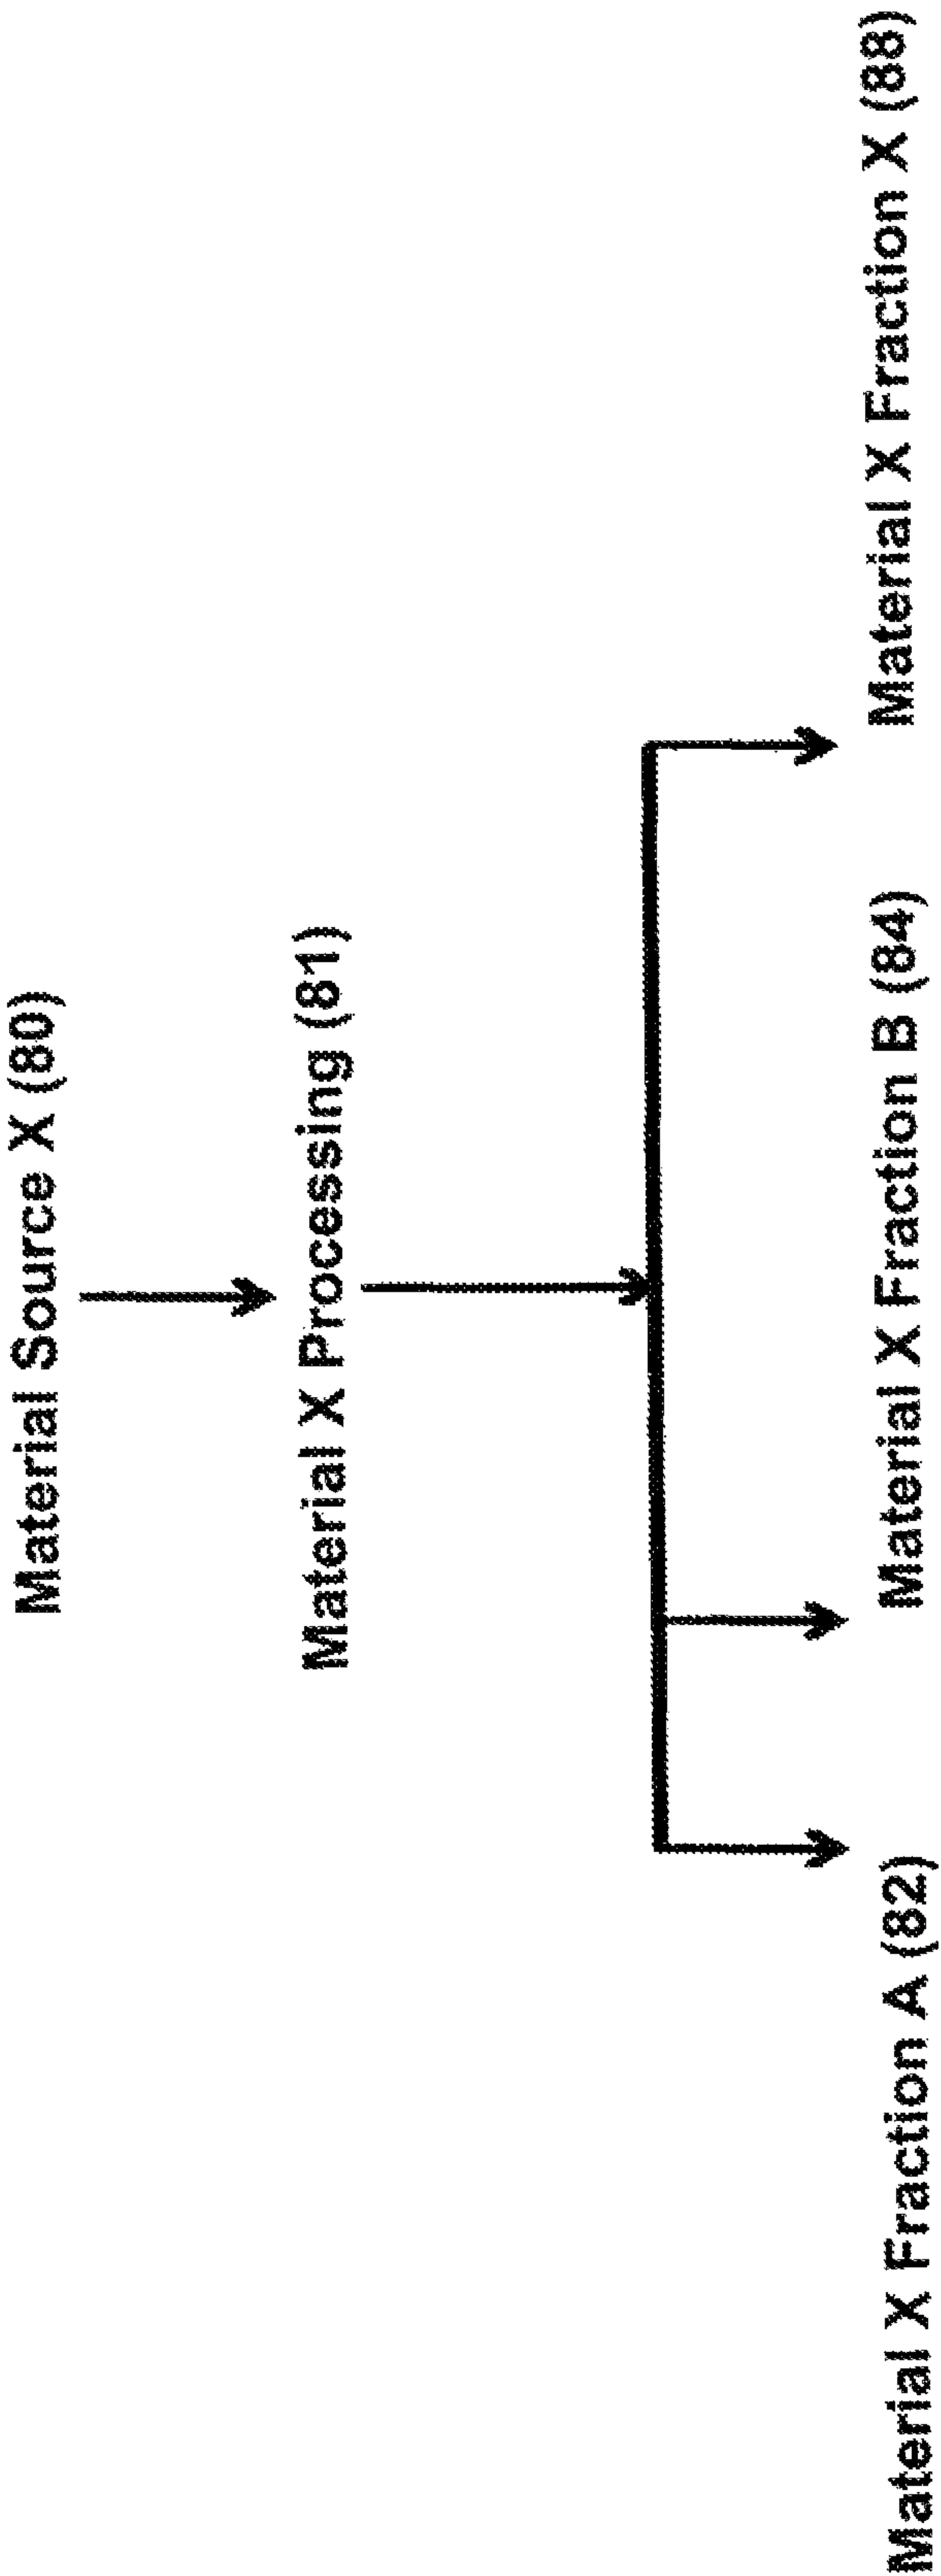 Material Source X (80)
Material X Processing (81)
Material X Fraction A (82)
Material X Fraction B (84)
Material X Fraction X (88)